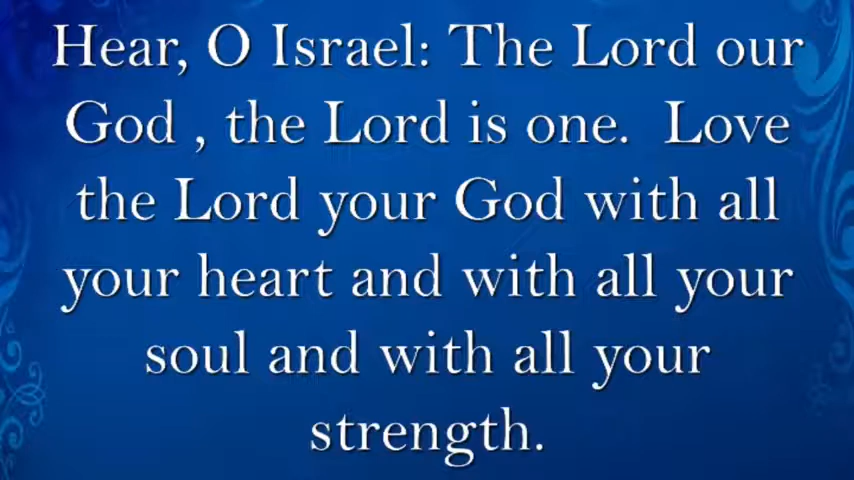 Hear, O Israel: The Lord our
God , the Lord is one.  Love
the Lord your God with all
your heart and with all your
soul and with all your
strength.